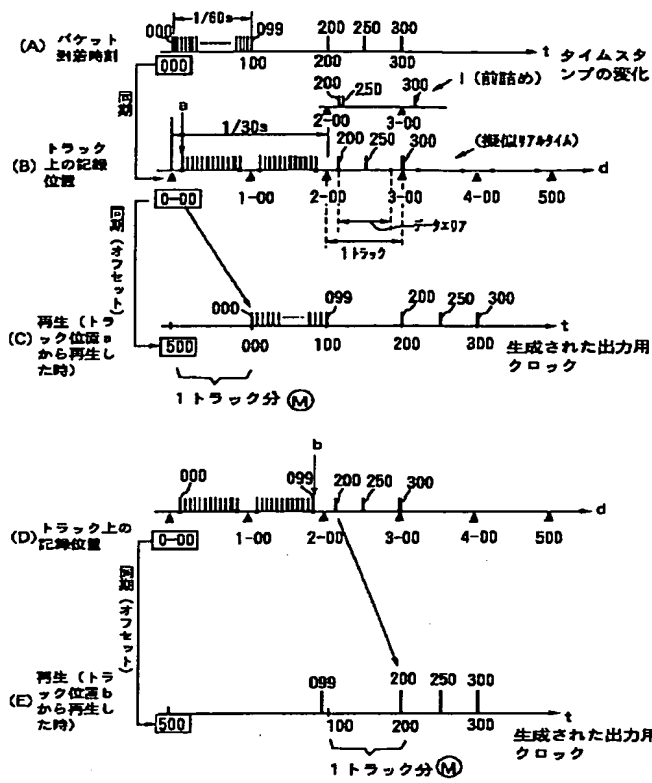 1/60s
000 099 200 250 300
(A) パケット
到着時刻
t
000 100 200 300
タイムスタ
ンプの変化
同期
200 250 300 (前詰め)
a
2-00 3-00
1/30s
200 250 300
(擬似リアルタイム)
(B) トラック
上の記録
位置
d
0-00 1-00 2-00 3-00 4-00 500
データエリア
1トラック
同期(オフセット)
000 099 200 250 300
(C) 再生(トラ
ック位置a
から再生し
た時)
t
500 000 100 200 300
生成された出力用
クロック
1トラック分 M
b
000 099 200 250 300
d
(D) トラック上の
記録位置
0-00 1-00 2-00 3-00 4-00 500
同期(オフセット)
099 200 250 300
(E) 再生(トラ
ック位置b
から再生し
た時)
t
500 100 200 300
生成された出力用
クロック
1トラック分 M